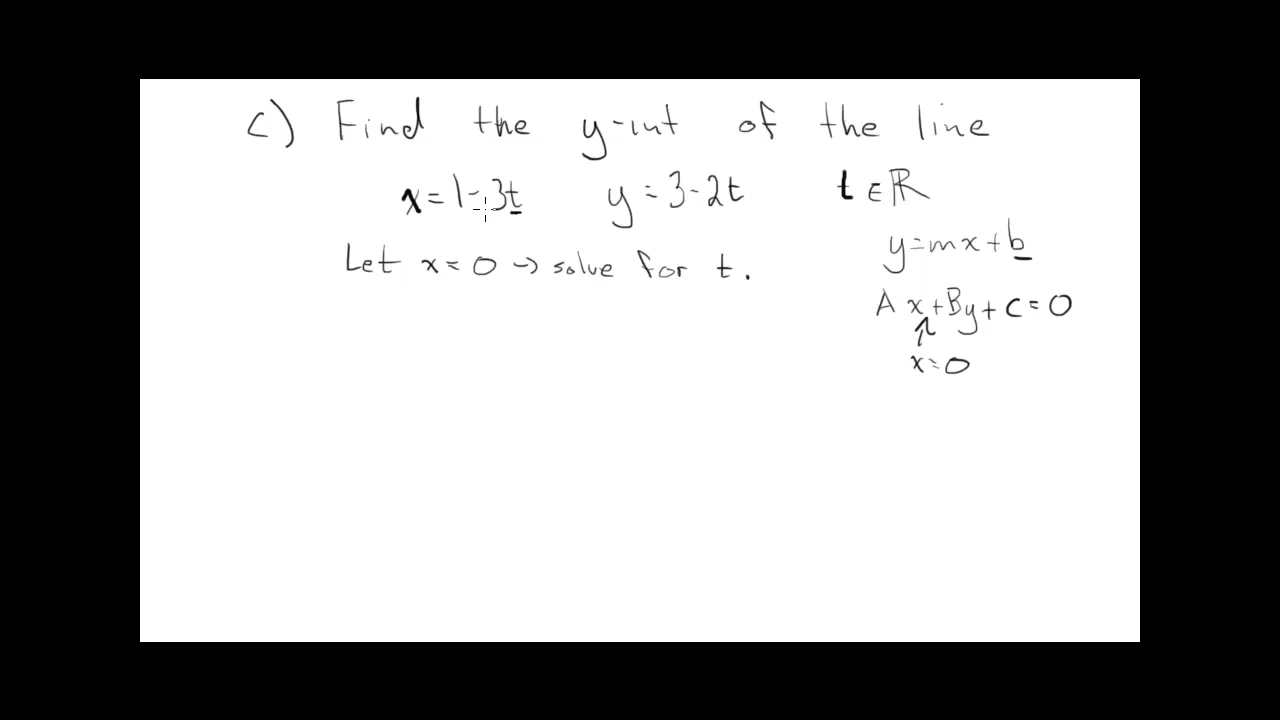 c) Find the y-int of the line
x = 1 - 3t y = 3 - 2t t ∈ ℝ
y = mx + b
Let x = 0 → solve for t.
Ax + By + C = 0
x = 0